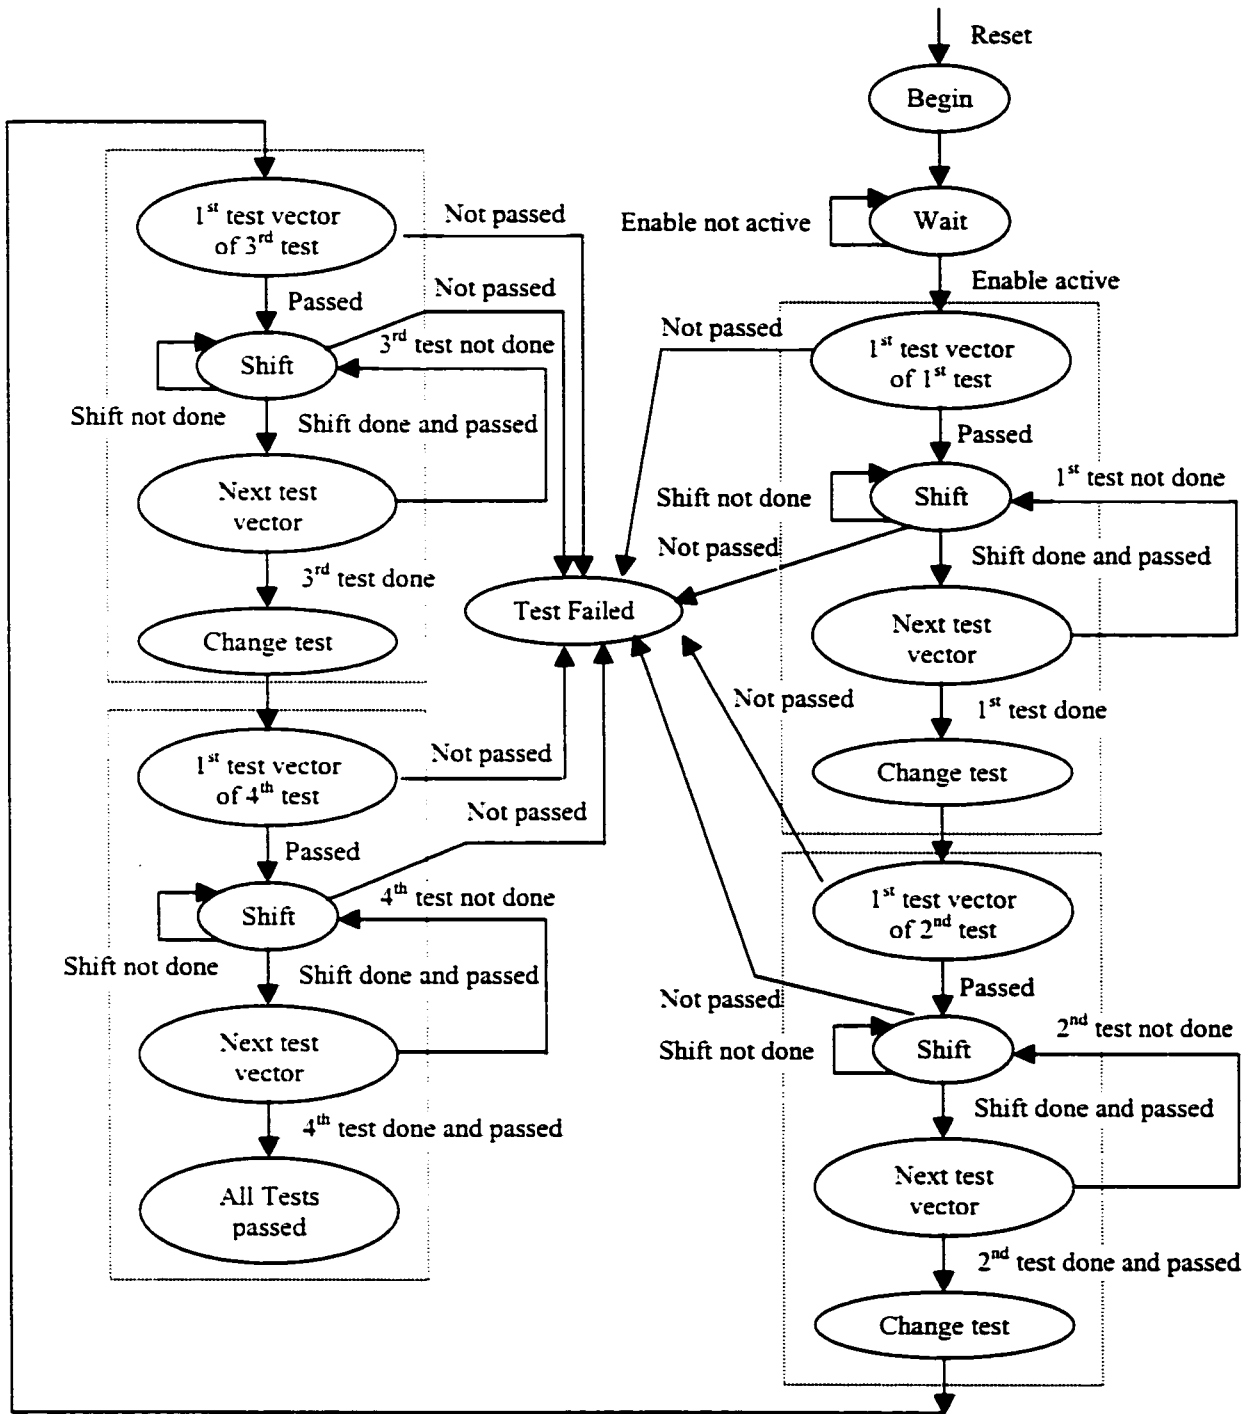 Reset
Begin
Wait
Enable not active
Enable active
1st test vector
of 1st test
Not passed
Passed
Shift
Shift not done
1st test not done
Not passed
Shift done and passed
Next test
vector
1st test done
Change test
Not passed
1st test vector
of 2nd test
Passed
Not passed
Shift
Shift not done
2nd test not done
Shift done and passed
Next test
vector
2nd test done and passed
Change test
1st test vector
of 3rd test
Not passed
Passed
Not passed
Shift
3rd test not done
Shift not done
Shift done and passed
Next test
vector
3rd test done
Change test
Test Failed
1st test vector
of 4th test
Not passed
Not passed
Passed
Shift
4th test not done
Shift not done
Shift done and passed
Next test
vector
4th test done and passed
All Tests
passed